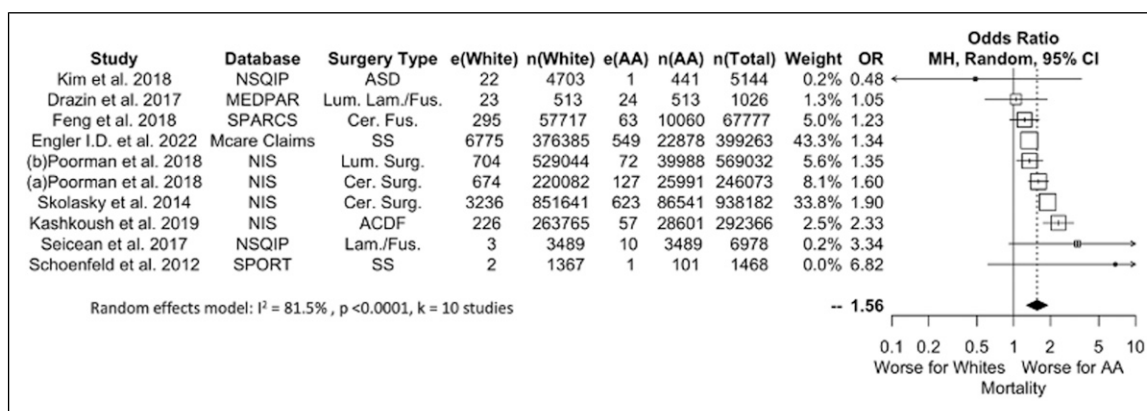 Odds Ratio
Study Database Surgery Type e(White) n(White) e(AA) n(AA) n(Total) Weight OR MH, Random, 95% CI
Kim et al. 2018 NSQIP ASD 22 4703 1 441 5144 0.2% 0.48
Drazin et al. 2017 MEDPAR Lum. Lam./Fus. 23 513 24 513 1026 1.3% 1.05
Feng et al. 2018 SPARCS Cer. Fus. 295 57717 63 10060 67777 5.0% 1.23
Engler I.D. et al. 2022 Mcare Claims SS 6775 376385 549 22878 399263 43.3% 1.34
(b)Poorman et al. 2018 NIS Lum. Surg. 704 529044 72 39988 569032 5.6% 1.35
(a)Poorman et al. 2018 NIS Cer. Surg. 674 220082 127 25991 246073 8.1% 1.60
Skolasky et al. 2014 NIS Cer. Surg. 3236 851641 623 86541 938182 33.8% 1.90
Kashkoush et al. 2019 NIS ACDF 226 263765 57 28601 292366 2.5% 2.33
Seicean et al. 2017 NSQIP Lam./Fus. 3 3489 10 3489 6978 0.2% 3.34
Schoenfeld et al. 2012 SPORT SS 2 1367 1 101 1468 0.0% 6.82
Random effects model: I² = 81.5% , p <0.0001, k = 10 studies -- 1.56
0.1 0.2 0.5 1 2 5 10
Worse for Whites Worse for AA
Mortality